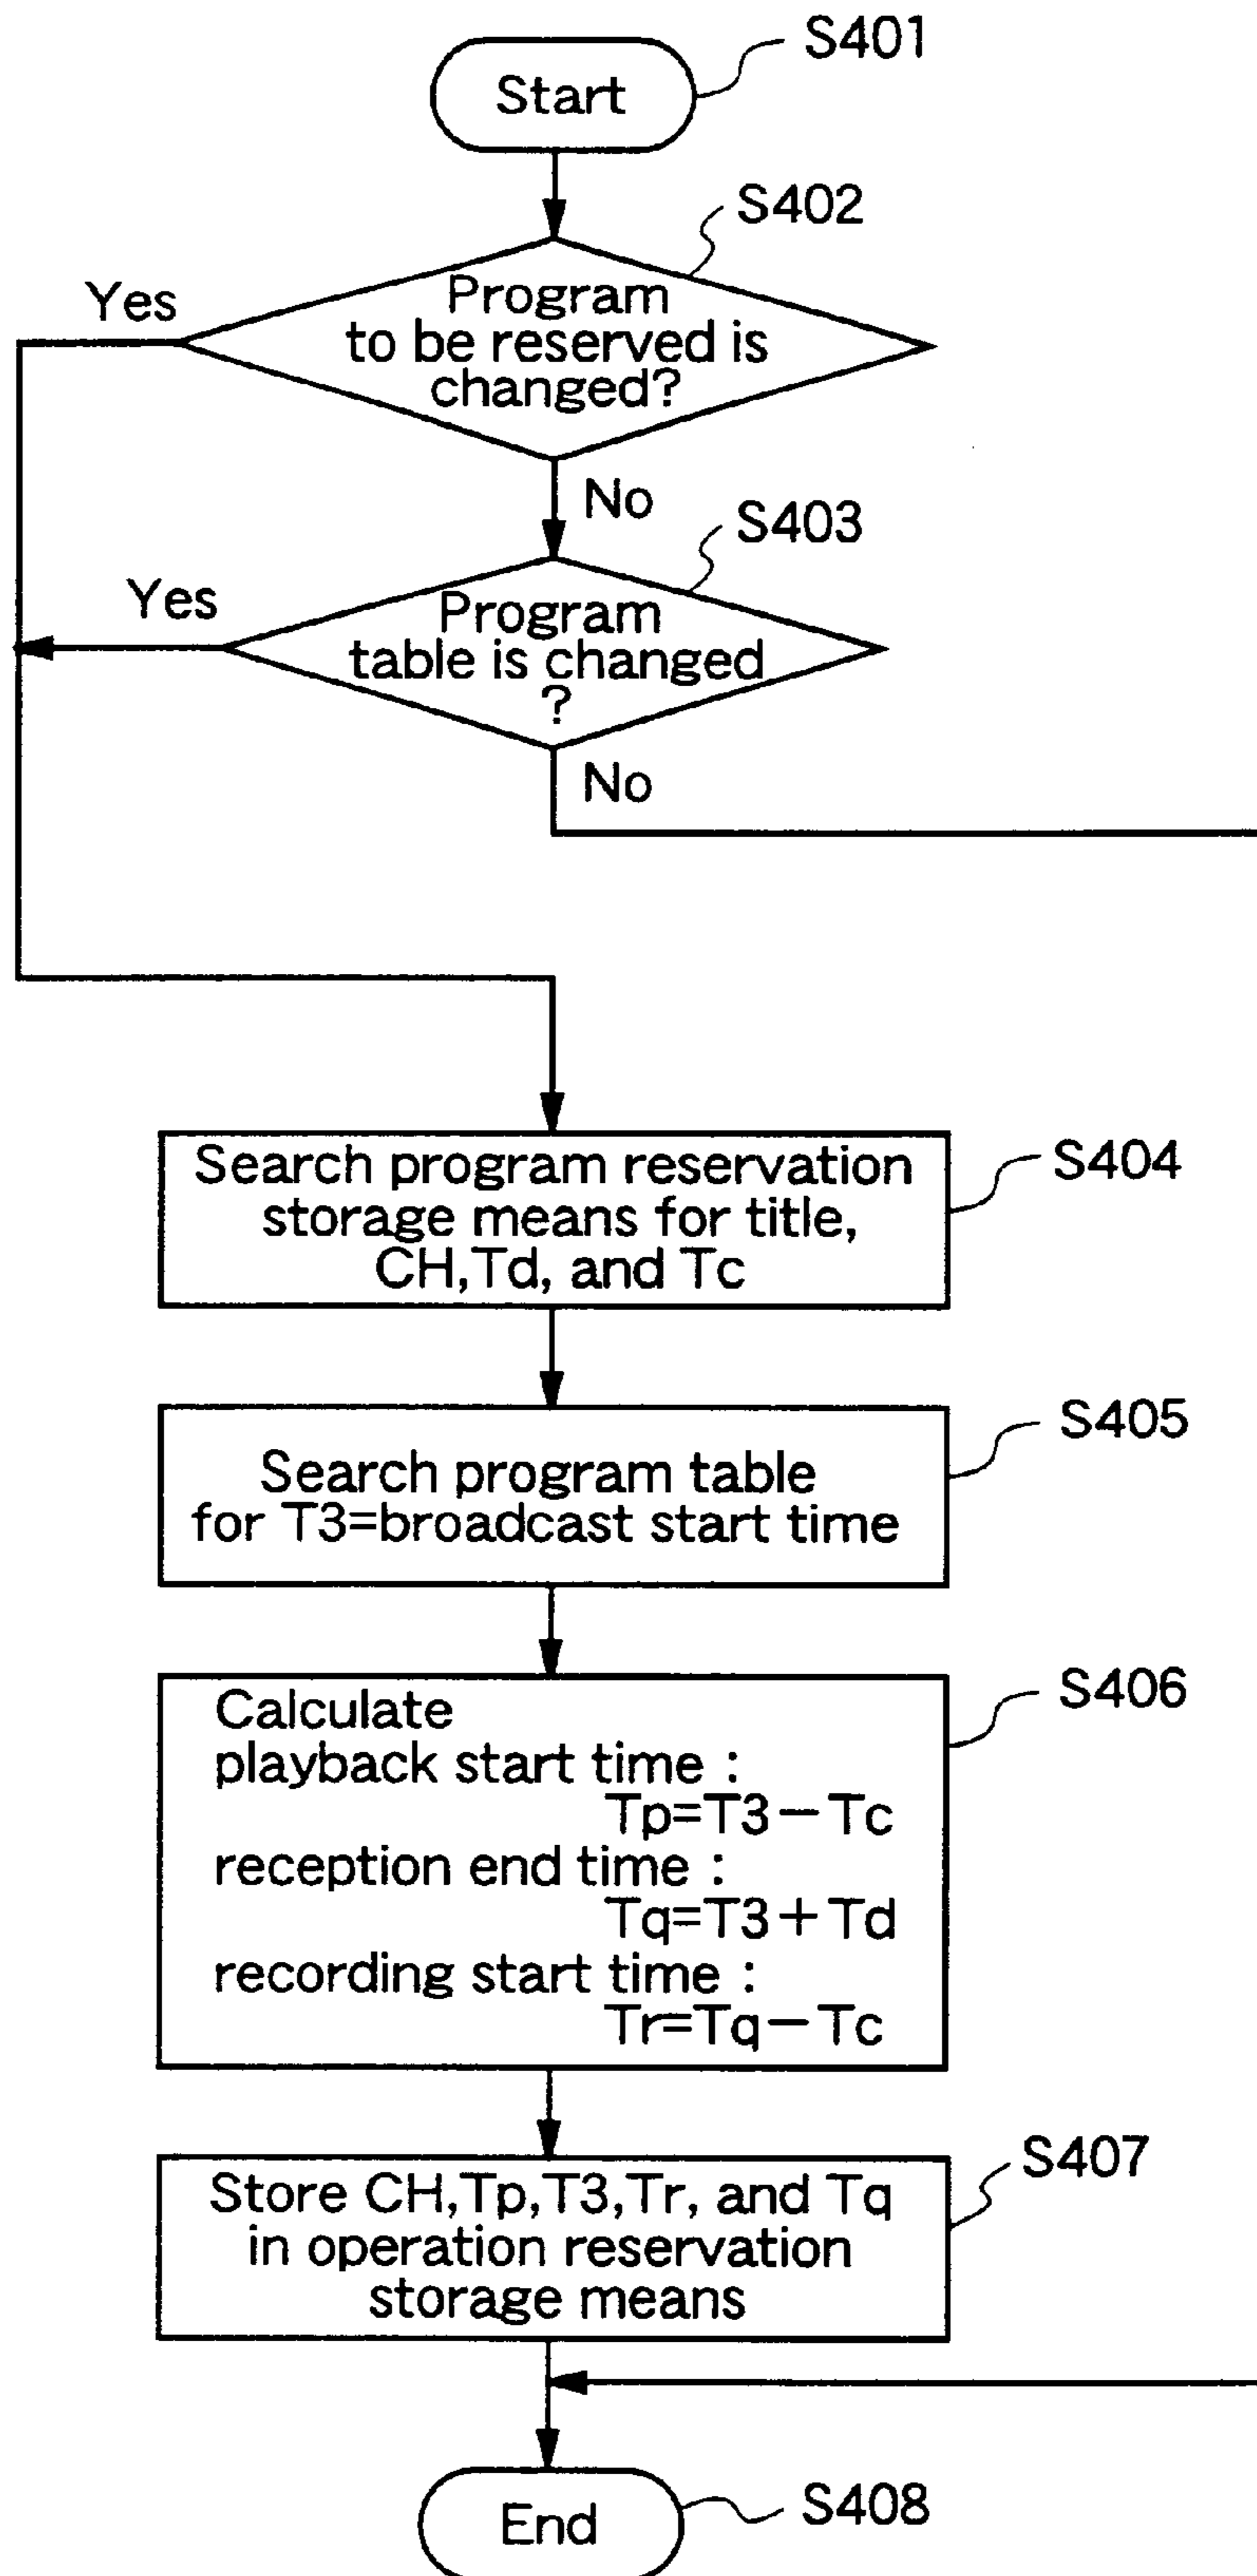 S401
Start
S402
Yes
Program
to be reserved is
changed?
No
S403
Yes
Program
table is changed
?
No
S404
Search program reservation
storage means for title,
CH,Td, and Tc
S405
Search program table
for T3=broadcast start time
S406
Calculate
playback start time :
Tp=T3−Tc
reception end time :
Tq=T3+Td
recording start time :
Tr=Tq−Tc
S407
Store CH,Tp,T3,Tr, and Tq
in operation reservation
storage means
End
S408